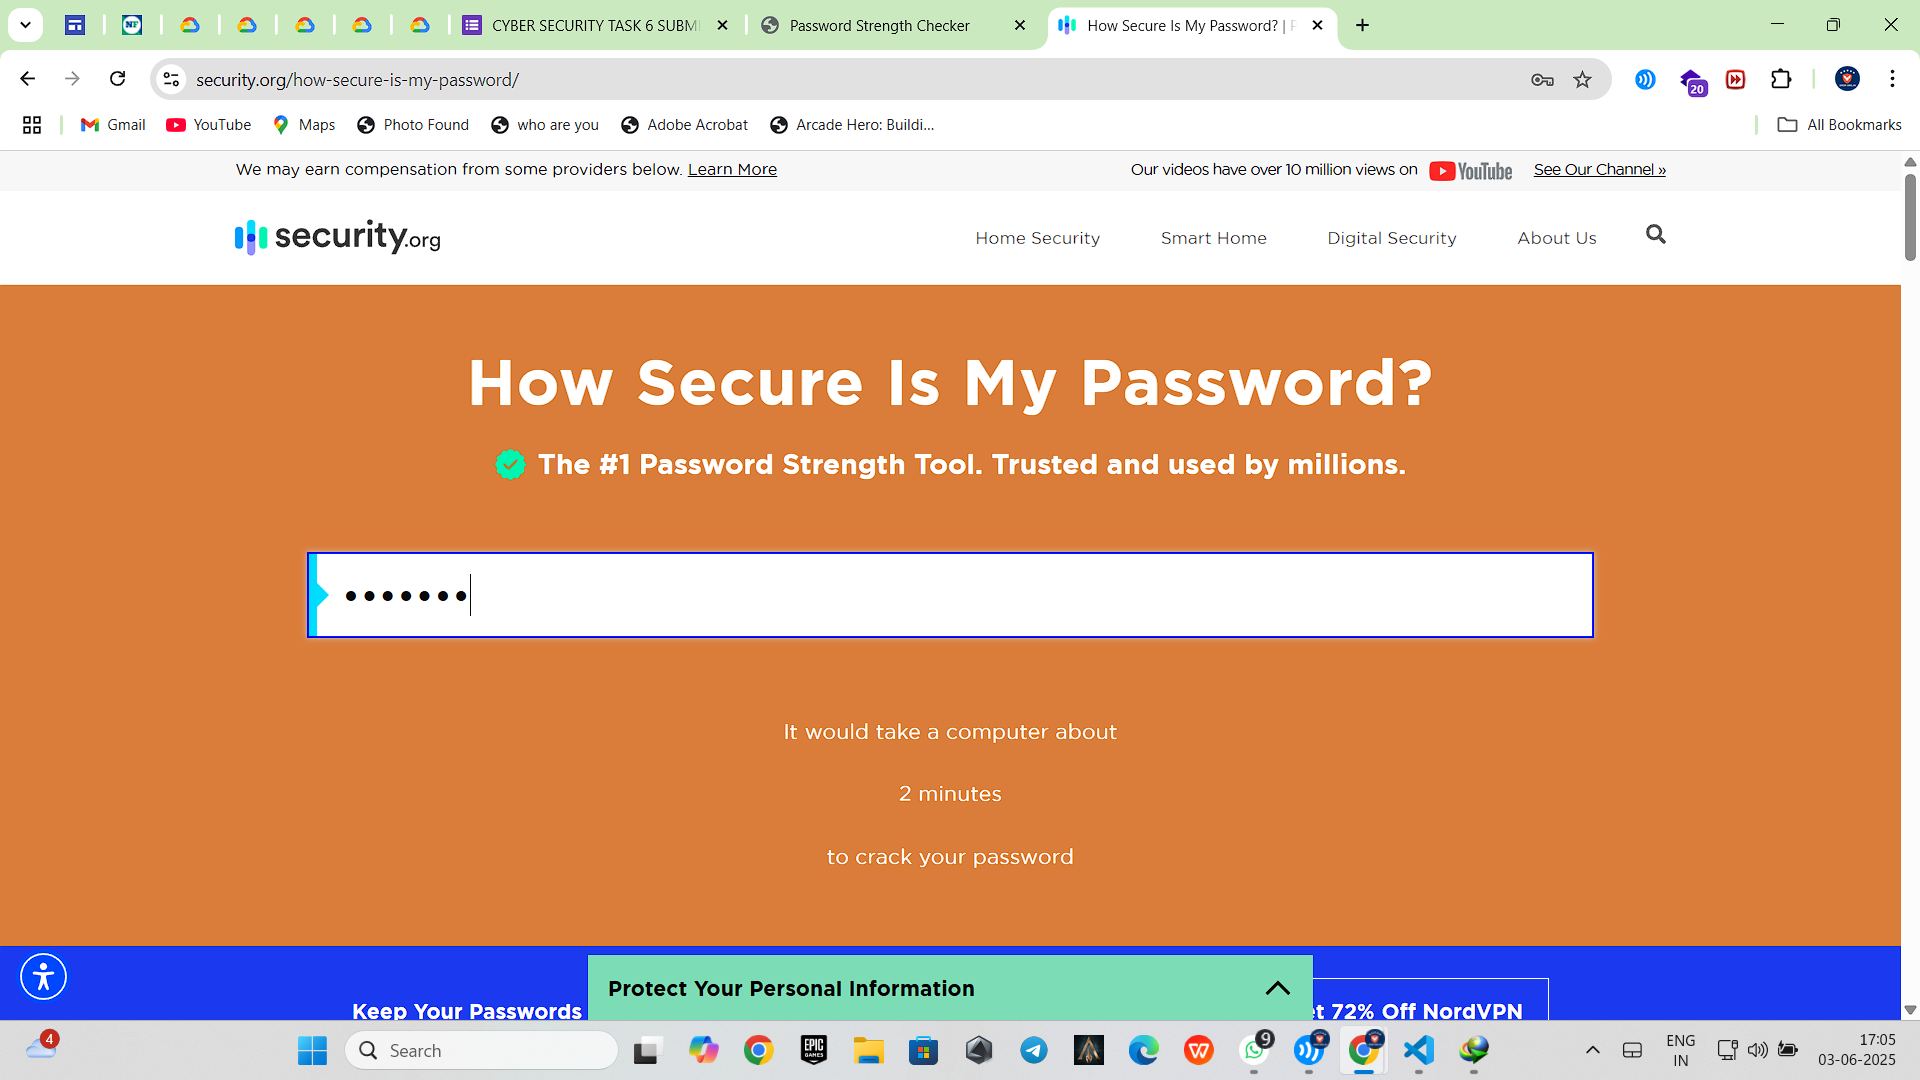 CYBER SECURITY TASK 6 SUBMI
Password Strength Checker
How Secure Is My Password? | P
security.org/how-secure-is-my-password/
20
Gmail
YouTube
Maps
Photo Found
who are you
Adobe Acrobat
Arcade Hero: Buildi...
All Bookmarks
We may earn compensation from some providers below. Learn More
Our videos have over 10 million views on YouTube See Our Channel »
security.org
Home Security
Smart Home
Digital Security
About Us
How Secure Is My Password?
The #1 Password Strength Tool. Trusted and used by millions.
•••••••
It would take a computer about
2 minutes
to crack your password
Protect Your Personal Information
Keep Your Passwords
et 72% Off NordVPN
4
Search
EPIC
GAMES
9
ENG
IN
17:05
03-06-2025